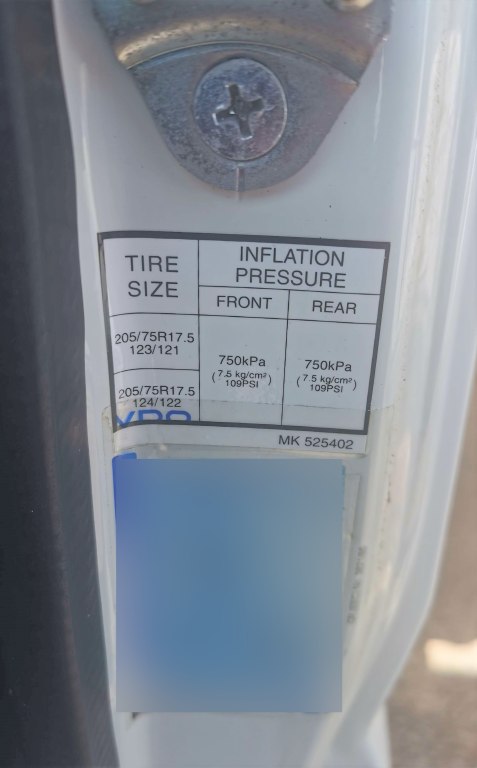 TIRE SIZE
INFLATION PRESSURE
FRONT
REAR
205/75R17.5
123/121
205/75R17.5
124/122
750kPa
(7.5 kg/cm²)
109PSI
750kPa
(7.5 kg/cm²)
109PSI
MK 525402